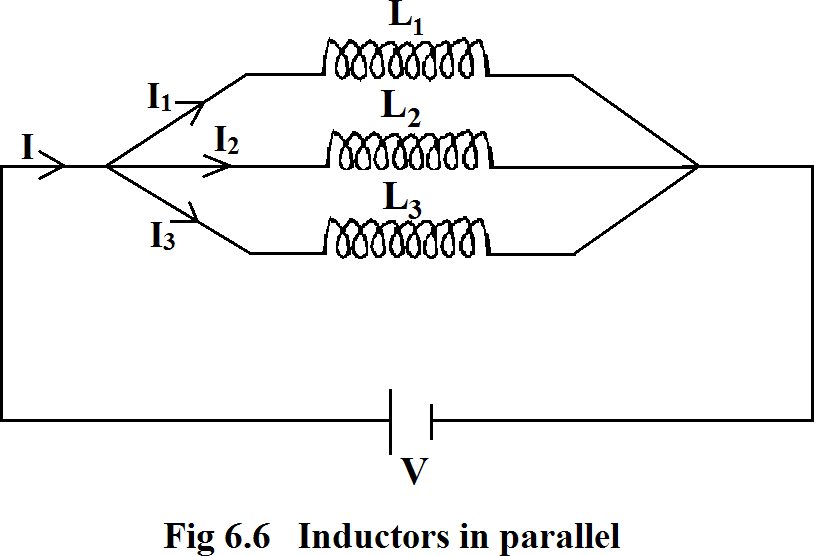 L₁
I₁
L₂
I
I₂
L₃
I₃
V
Fig 6.6 Inductors in parallel